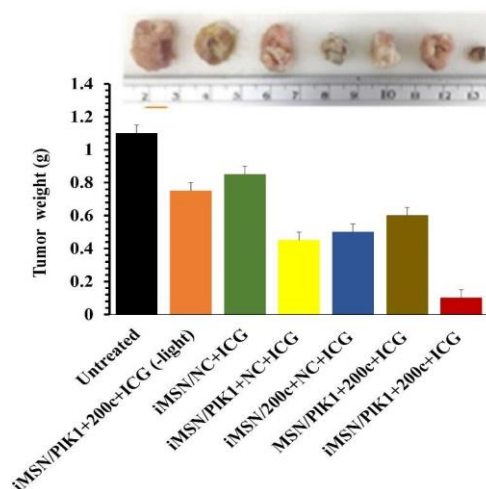 2 3 4 5 6 7 8 9 10 11 12 13
1.4
1.2
1
0.8
0.6
0.4
0.2
0
Tumor weight (g)
Untreated
iMSN/PIK1+200c+ICG (-light)
iMSN/NC+ICG
iMSN/PIK1+NC+ICG
iMSN/200c+NC+ICG
MSN/PIK1+200c+ICG
iMSN/PIK1+200c+ICG